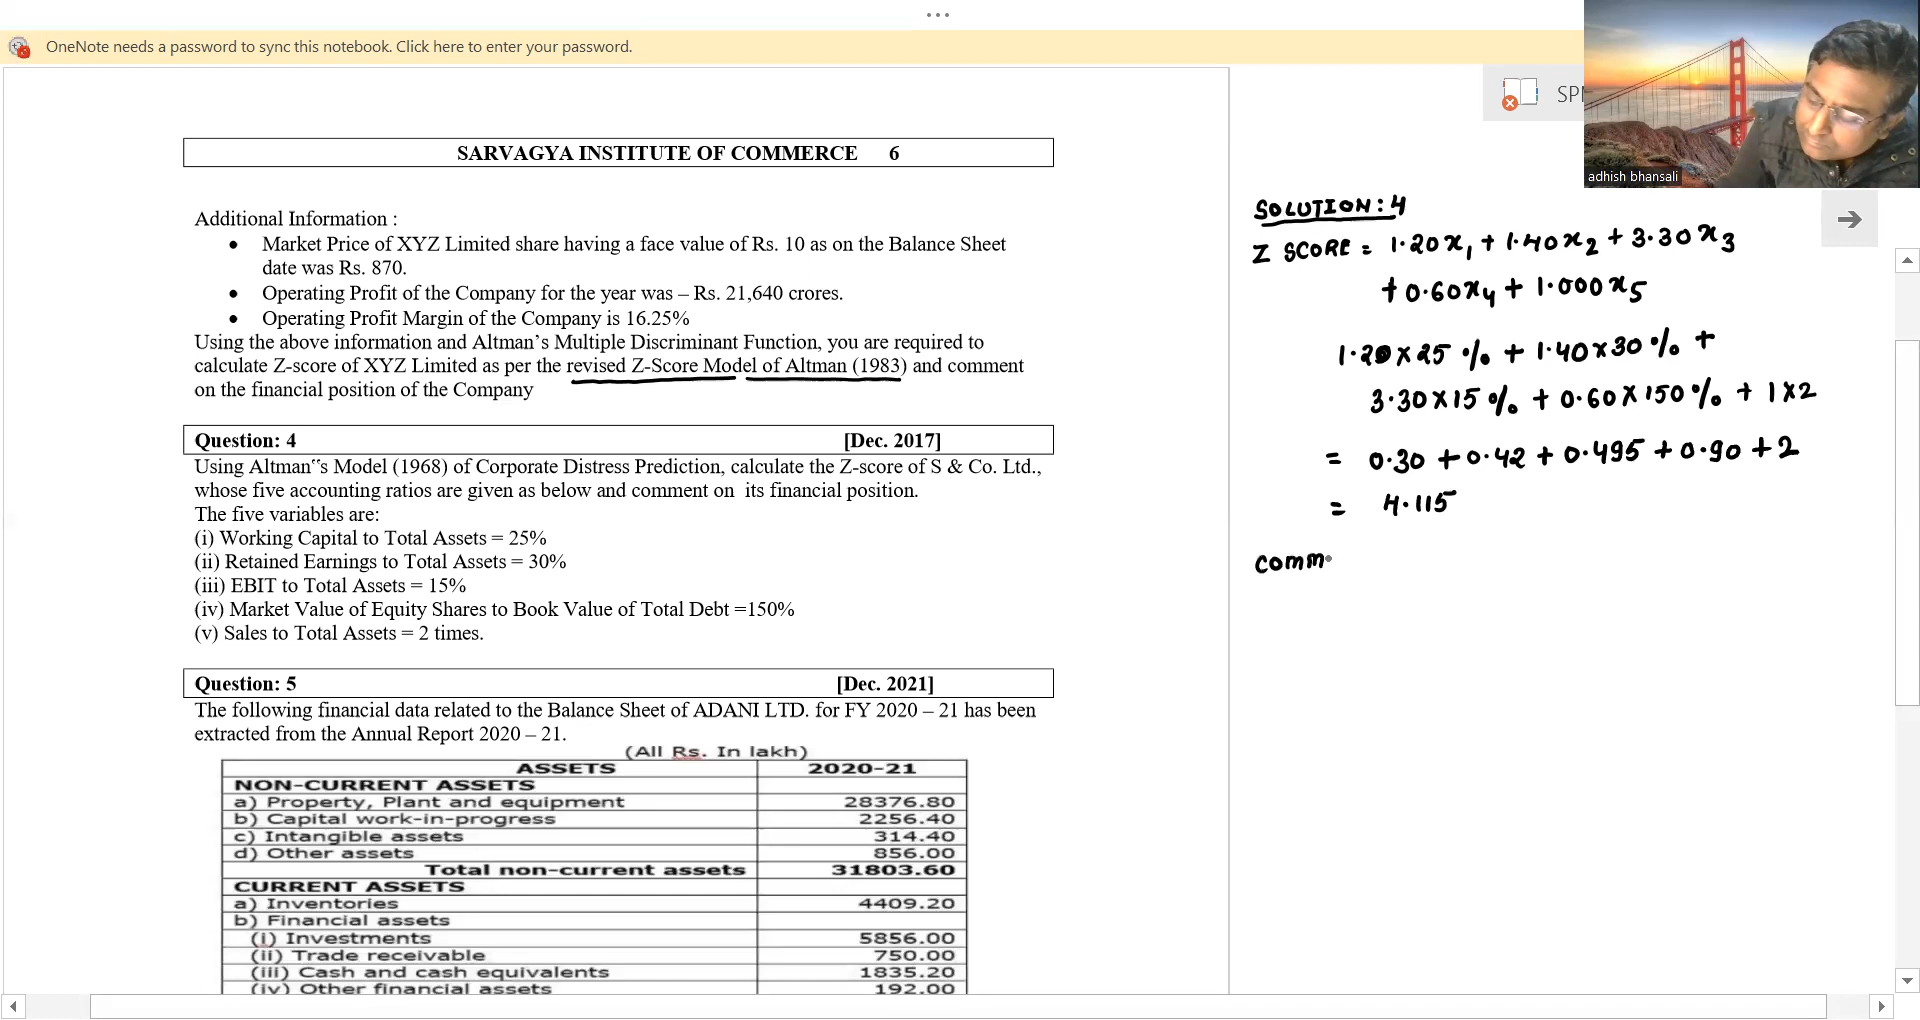 OneNote needs a password to sync this notebook. Click here to enter your password.
SARVAGYA INSTITUTE OF COMMERCE 6
Additional Information :
• Market Price of XYZ Limited share having a face value of Rs. 10 as on the Balance Sheet
date was Rs. 870.
• Operating Profit of the Company for the year was – Rs. 21,640 crores.
• Operating Profit Margin of the Company is 16.25%
Using the above information and Altman’s Multiple Discriminant Function, you are required to
calculate Z-score of XYZ Limited as per the revised Z-Score Model of Altman (1983) and comment
on the financial position of the Company
Question: 4 [Dec. 2017]
Using Altman‟s Model (1968) of Corporate Distress Prediction, calculate the Z-score of S & Co. Ltd.,
whose five accounting ratios are given as below and comment on its financial position.
The five variables are:
(i) Working Capital to Total Assets = 25%
(ii) Retained Earnings to Total Assets = 30%
(iii) EBIT to Total Assets = 15%
(iv) Market Value of Equity Shares to Book Value of Total Debt =150%
(v) Sales to Total Assets = 2 times.
Question: 5 [Dec. 2021]
The following financial data related to the Balance Sheet of ADANI LTD. for FY 2020 – 21 has been
extracted from the Annual Report 2020 – 21.
(All Rs. In lakh)
ASSETS 2020-21
NON-CURRENT ASSETS
a) Property, Plant and equipment 28376.80
b) Capital work-in-progress 2256.40
c) Intangible assets 314.40
d) Other assets 856.00
Total non-current assets 31803.60
CURRENT ASSETS
a) Inventories 4409.20
b) Financial assets
(i) Investments 5856.00
(ii) Trade receivable 750.00
(iii) Cash and cash equivalents 1835.20
(iv) Other financial assets 192.00
SPI
adhish bhansali
SOLUTION: 4
Z SCORE = 1.20x1 + 1.40x2 + 3.30x3
+ 0.60x4 + 1.000x5
1.20×25% + 1.40×30% +
3.30×15% + 0.60×150% + 1×2
= 0.30 + 0.42 + 0.495 + 0.90 + 2
= 4.115
comm